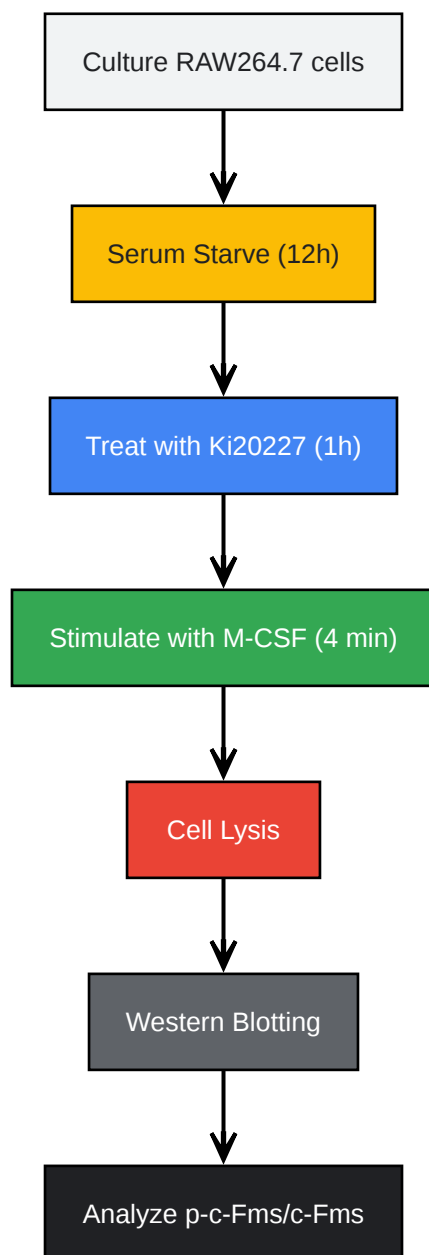 Culture RAW264.7 cells
Serum Starve (12h)
Treat with Ki20227 (1h)
Stimulate with M-CSF (4 min)
Cell Lysis
Western Blotting
Analyze p-c-Fms/c-Fms